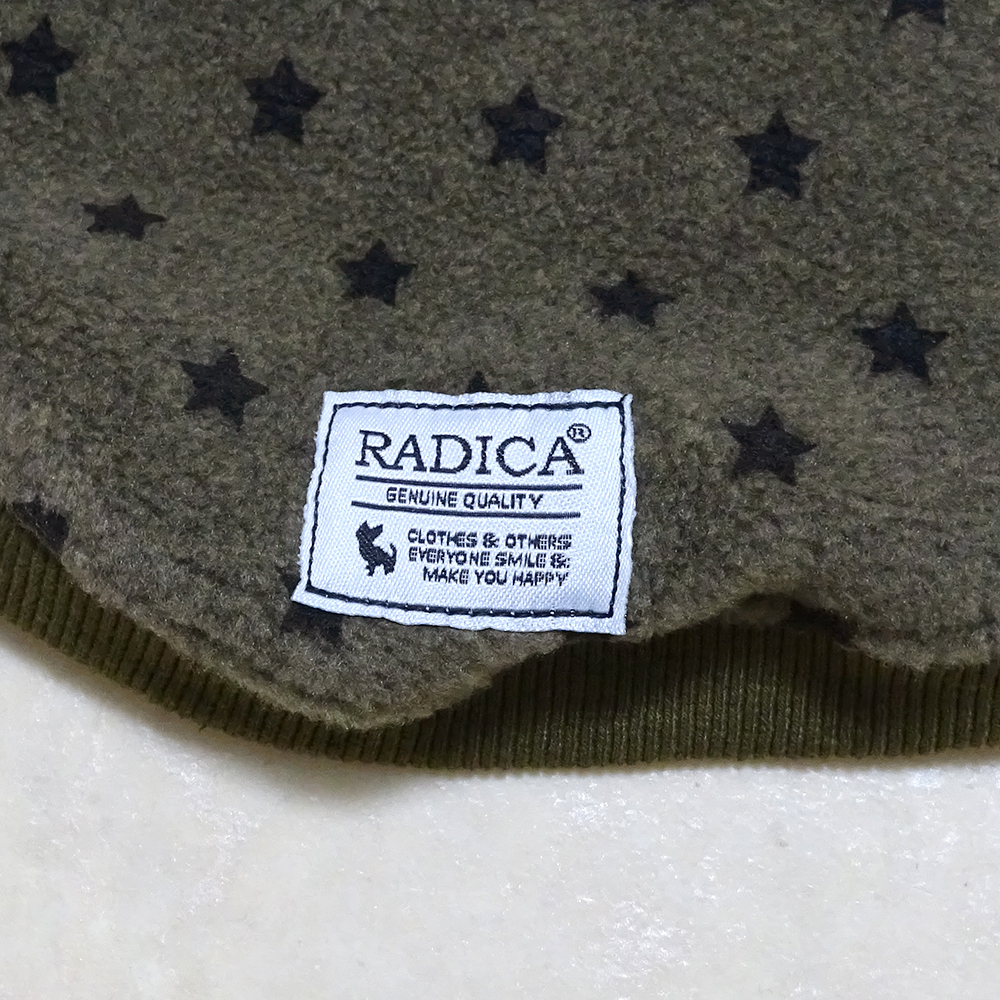 RADICA®
GENUINE QUALITY
CLOTHES & OTHERS
EVERYONE SMILE &
MAKE YOU HAPPY